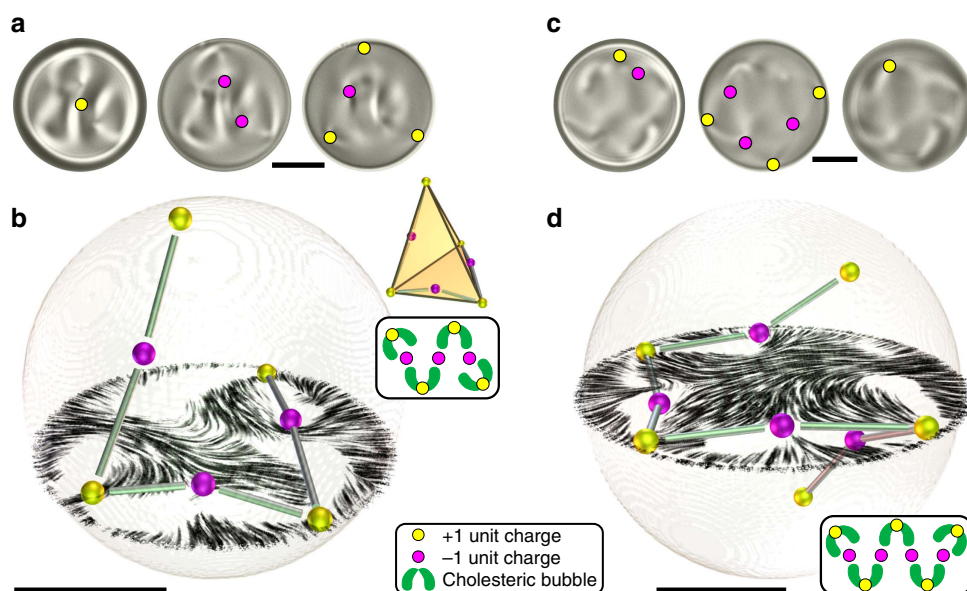 a
c
b
d
+1 unit charge
−1 unit charge
Cholesteric bubble